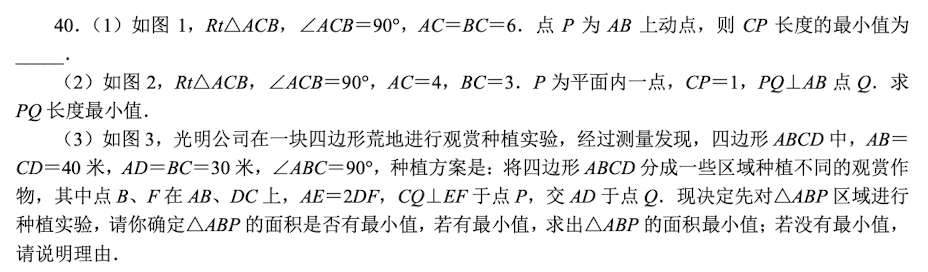 40.（1）如图 1，Rt△ACB，∠ACB＝90°，AC＝BC＝6．点 P 为 AB 上动点，则 CP 长度的最小值为
_____．
（2）如图 2，Rt△ACB，∠ACB＝90°，AC＝4，BC＝3．P 为平面内一点，CP＝1，PQ⊥AB 点 Q．求
PQ 长度最小值．
（3）如图 3，光明公司在一块四边形荒地进行观赏种植实验，经过测量发现，四边形 ABCD 中，AB＝
CD＝40 米，AD＝BC＝30 米，∠ABC＝90°，种植方案是：将四边形 ABCD 分成一些区域种植不同的观赏作
物，其中点 B、F 在 AB、DC 上，AE＝2DF，CQ⊥EF 于点 P，交 AD 于点 Q．现决定先对△ABP 区域进行
种植实验，请你确定△ABP 的面积是否有最小值，若有最小值，求出△ABP 的面积最小值；若没有最小值，
请说明理由．